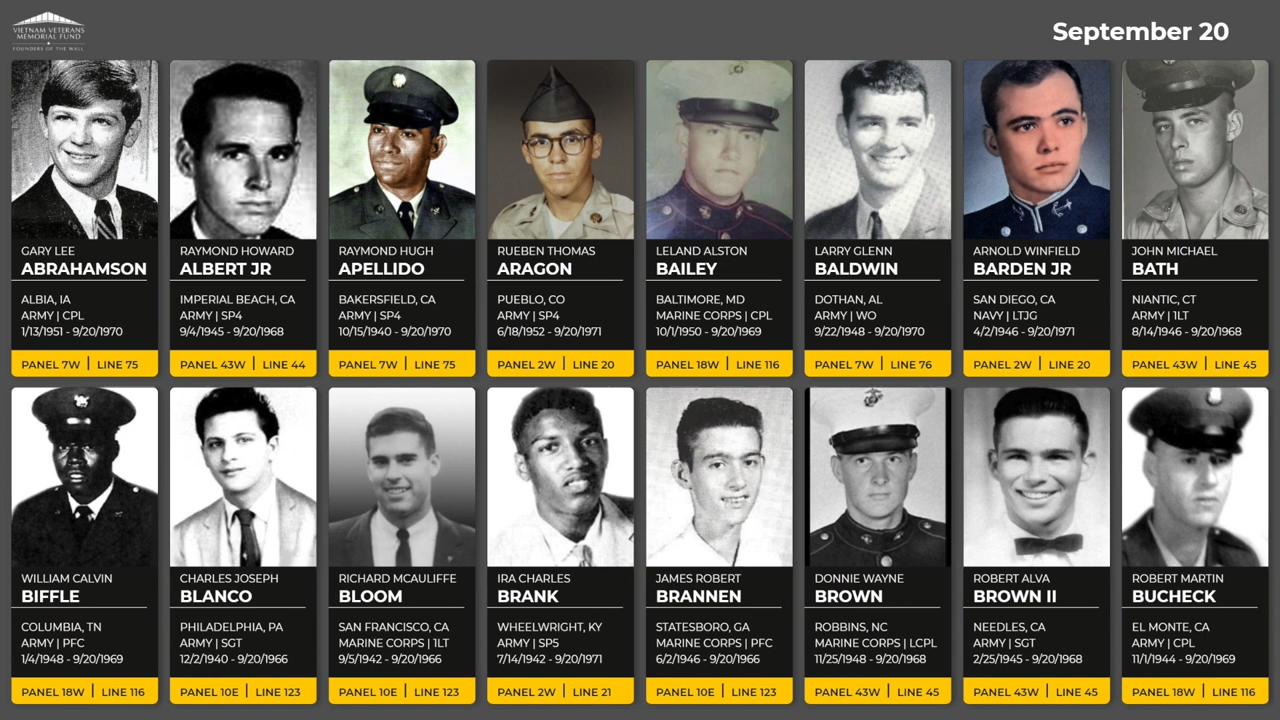 VIETNAM VETERANS
MEMORIAL FUND
FOUNDERS OF THE WALL
September 20
GARY LEE
ABRAHAMSON
ALBIA, IA
ARMY | CPL
1/13/1951 - 9/20/1970
PANEL 7W | LINE 75
RAYMOND HOWARD
ALBERT JR
IMPERIAL BEACH, CA
ARMY | SP4
9/4/1945 - 9/20/1968
PANEL 43W | LINE 44
RAYMOND HUGH
APELLIDO
BAKERSFIELD, CA
ARMY | SP4
10/15/1940 - 9/20/1970
PANEL 7W | LINE 75
RUEBEN THOMAS
ARAGON
PUEBLO, CO
ARMY | SP4
6/18/1952 - 9/20/1971
PANEL 2W | LINE 20
LELAND ALSTON
BAILEY
BALTIMORE, MD
MARINE CORPS | CPL
10/1/1950 - 9/20/1969
PANEL 18W | LINE 116
LARRY GLENN
BALDWIN
DOTHAN, AL
ARMY | WO
9/22/1948 - 9/20/1970
PANEL 7W | LINE 76
ARNOLD WINFIELD
BARDEN JR
SAN DIEGO, CA
NAVY | LTJG
4/2/1946 - 9/20/1971
PANEL 2W | LINE 20
JOHN MICHAEL
BATH
NIANTIC, CT
ARMY | 1LT
8/14/1946 - 9/20/1968
PANEL 43W | LINE 45
WILLIAM CALVIN
BIFFLE
COLUMBIA, TN
ARMY | PFC
1/4/1948 - 9/20/1969
PANEL 18W | LINE 116
CHARLES JOSEPH
BLANCO
PHILADELPHIA, PA
ARMY | SGT
12/2/1940 - 9/20/1966
PANEL 10E | LINE 123
RICHARD MCAULIFFE
BLOOM
SAN FRANCISCO, CA
MARINE CORPS | 1LT
9/5/1942 - 9/20/1966
PANEL 10E | LINE 123
IRA CHARLES
BRANK
WHEELWRIGHT, KY
ARMY | SP5
7/14/1942 - 9/20/1971
PANEL 2W | LINE 21
JAMES ROBERT
BRANNEN
STATESBORO, GA
MARINE CORPS | PFC
6/2/1946 - 9/20/1966
PANEL 10E | LINE 123
DONNIE WAYNE
BROWN
ROBBINS, NC
MARINE CORPS | LCPL
11/25/1948 - 9/20/1968
PANEL 43W | LINE 45
ROBERT ALVA
BROWN II
NEEDLES, CA
ARMY | SGT
2/25/1945 - 9/20/1968
PANEL 43W | LINE 45
ROBERT MARTIN
BUCHECK
EL MONTE, CA
ARMY | CPL
11/1/1944 - 9/20/1969
PANEL 18W | LINE 116